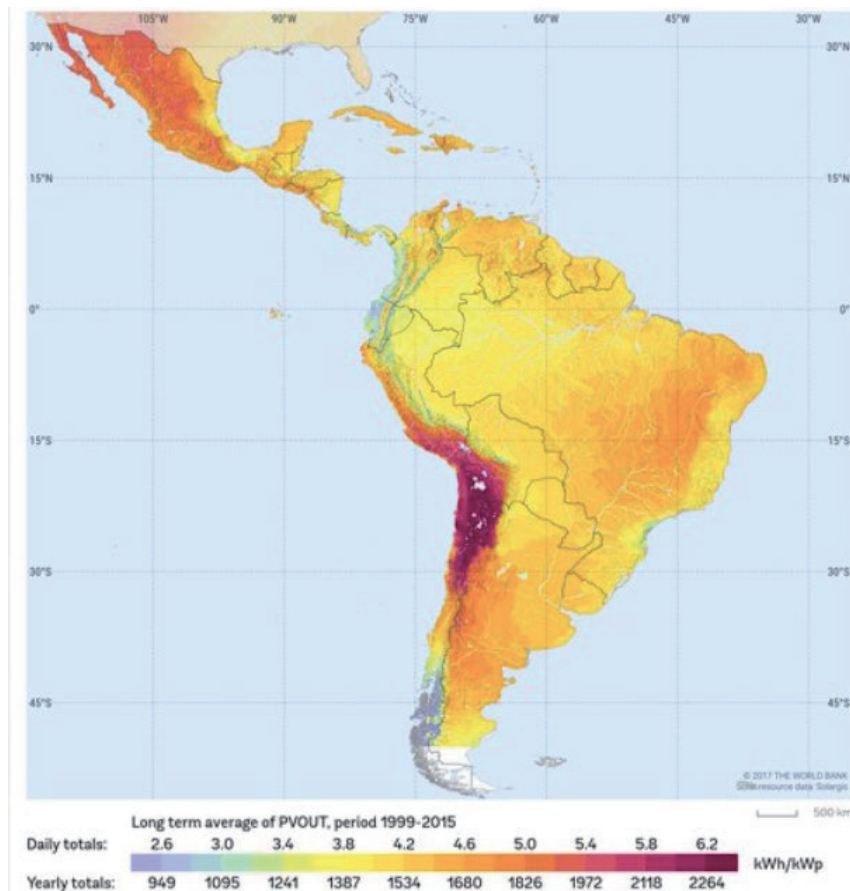 105°W 90°W 75°W 60°W 45°W 30°W
30°N 30°N
15°N 15°N
0° 0°
15°S 15°S
30°S 30°S
45°S 45°S
© 2017 THE WORLD BANK
resource data: Solargis
500 km
Long term average of PVOUT, period 1999-2015
Daily totals: 2.6 3.0 3.4 3.8 4.2 4.6 5.0 5.4 5.8 6.2
kWh/kWp
Yearly totals: 949 1095 1241 1387 1534 1680 1826 1972 2118 2264